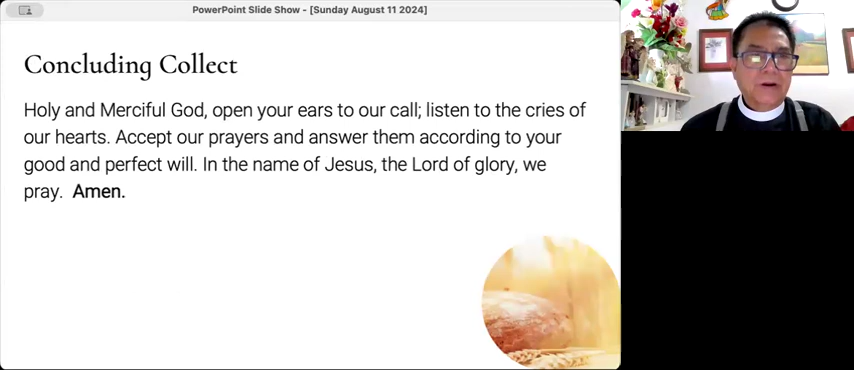 PowerPoint Slide Show - [Sunday August 11 2024]
Concluding Collect
Holy and Merciful God, open your ears to our call; listen to the cries of
our hearts. Accept our prayers and answer them according to your
good and perfect will. In the name of Jesus, the Lord of glory, we
pray.  Amen.